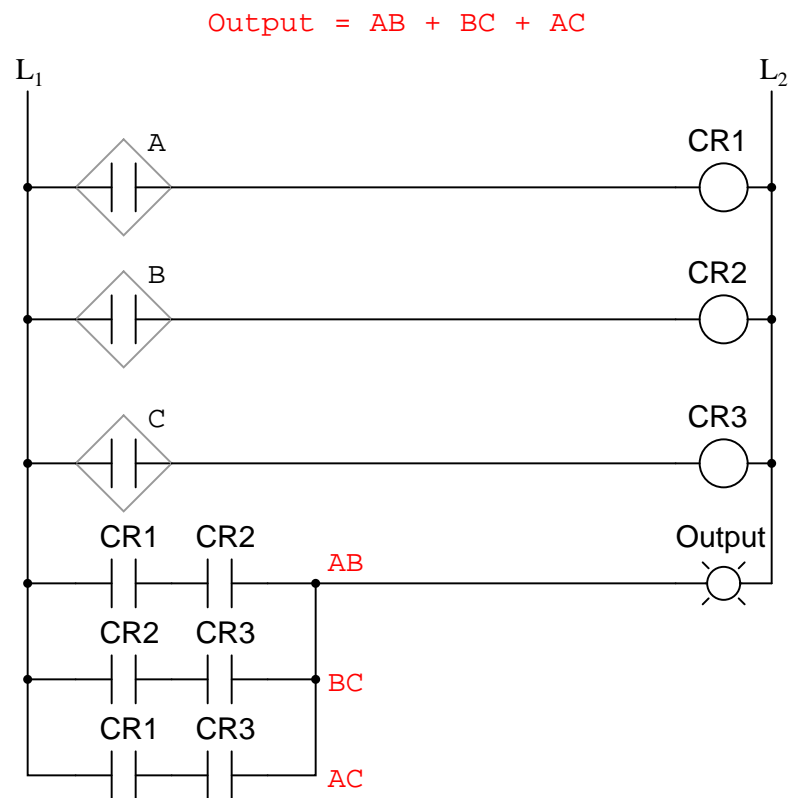 Output = AB + BC + AC
L1 L2
A CR1
B CR2
C CR3
CR1 CR2 Output
AB
CR2 CR3
BC
CR1 CR3
AC